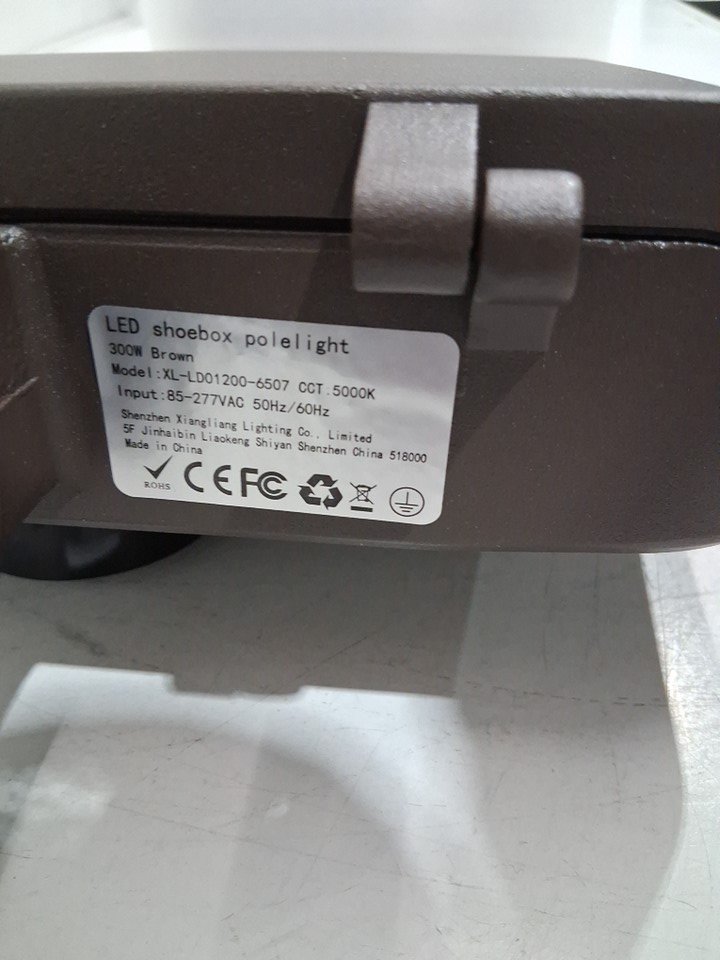 LED shoebox polelight
300W Brown
Model:XL-LD01200-6507 CCT.5000K
Input:85-277VAC 50Hz/60Hz
Shenzhen Xiangliang Lighting Co., Limited
5F Jinhaibin Liaokeng Shiyan Shenzhen China 518000
Made in China
ROHS CE FC